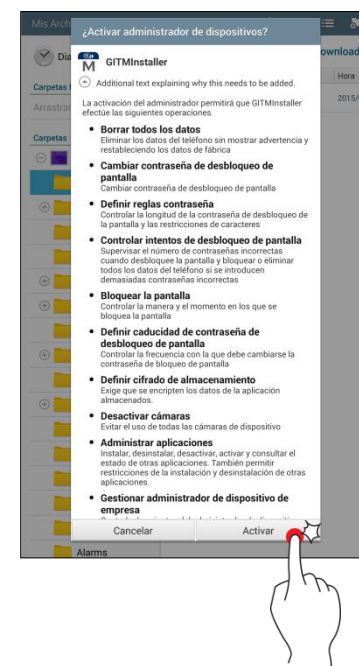 Mis Arch
¿Activar administrador de dispositivos?
Día
ownload
GITMInstaller
M
Hora
Carpetas
Additional text explaining why this needs to be added.
Arrastrar
2015/
La activación del administrador permitirá que GITMInstaller
efectúe las siguientes operaciones
Carpetas
• Borrar todos los datos
Eliminar los datos del teléfono sin mostrar advertencia y
restableciendo los datos de fábrica
• Cambiar contraseña de desbloqueo de
pantalla
Cambiar contraseña de desbloqueo de pantalla
• Definir reglas contraseña
Controlar la longitud de la contraseña de desbloqueo de
la pantalla y las restricciones de caracteres
• Controlar intentos de desbloqueo de pantalla
Supervisar el número de contraseñas incorrectas
cuando desbloquee la pantalla y bloquear o eliminar
todos los datos del teléfono si se introducen
demasiadas contraseñas incorrectas
• Bloquear la pantalla
Controlar la manera y el momento en los que se
bloquea la pantalla
• Definir caducidad de contraseña de
desbloqueo de pantalla
Controlar la frecuencia con la que debe cambiarse la
contraseña de bloqueo de pantalla
• Definir cifrado de almacenamiento
Exige que se encripten los datos de la aplicación
almacenados.
• Desactivar cámaras
Evitar el uso de todas las cámaras de dispositivo
• Administrar aplicaciones
Instalar, desinstalar, desactivar, activar y consultar el
estado de otras aplicaciones. También permitir
restricciones de la instalación y desinstalación de otras
aplicaciones.
• Gestionar administrador de dispositivo de
empresa
Cancelar
Activar
Alarms